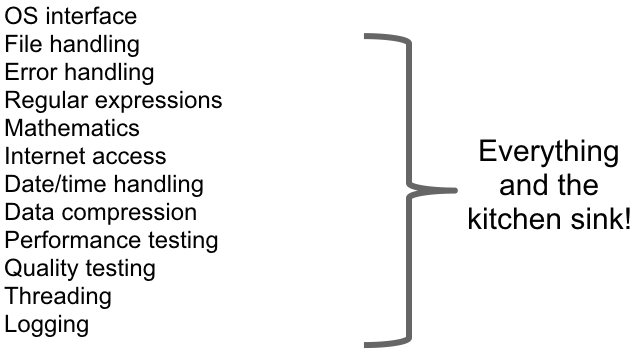 OS interface
File handling
Error handling
Regular expressions
Mathematics
Internet access
Date/time handling
Data compression
Performance testing
Quality testing
Threading
Logging
Everything
and the
kitchen sink!